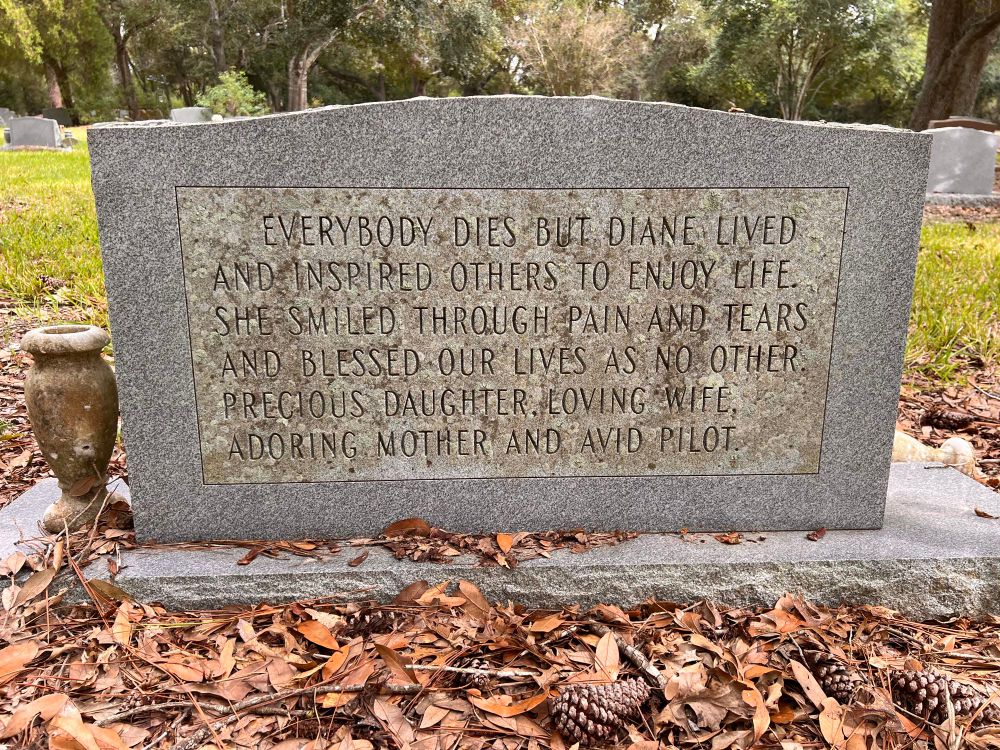 EVERYBODY DIES BUT DIANE LIVED
AND INSPIRED OTHERS TO ENJOY LIFE.
SHE SMILED THROUGH PAIN AND TEARS
AND BLESSED OUR LIVES AS NO OTHER.
PRECIOUS DAUGHTER, LOVING WIFE,
ADORING MOTHER AND AVID PILOT.